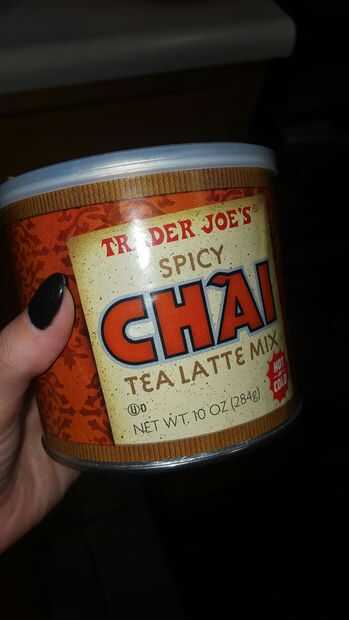 TRADER JOE'S
SPICY
CHAI
TEA LATTE MIX
HOT
COLD
U D
NET WT. 10 OZ (284g)